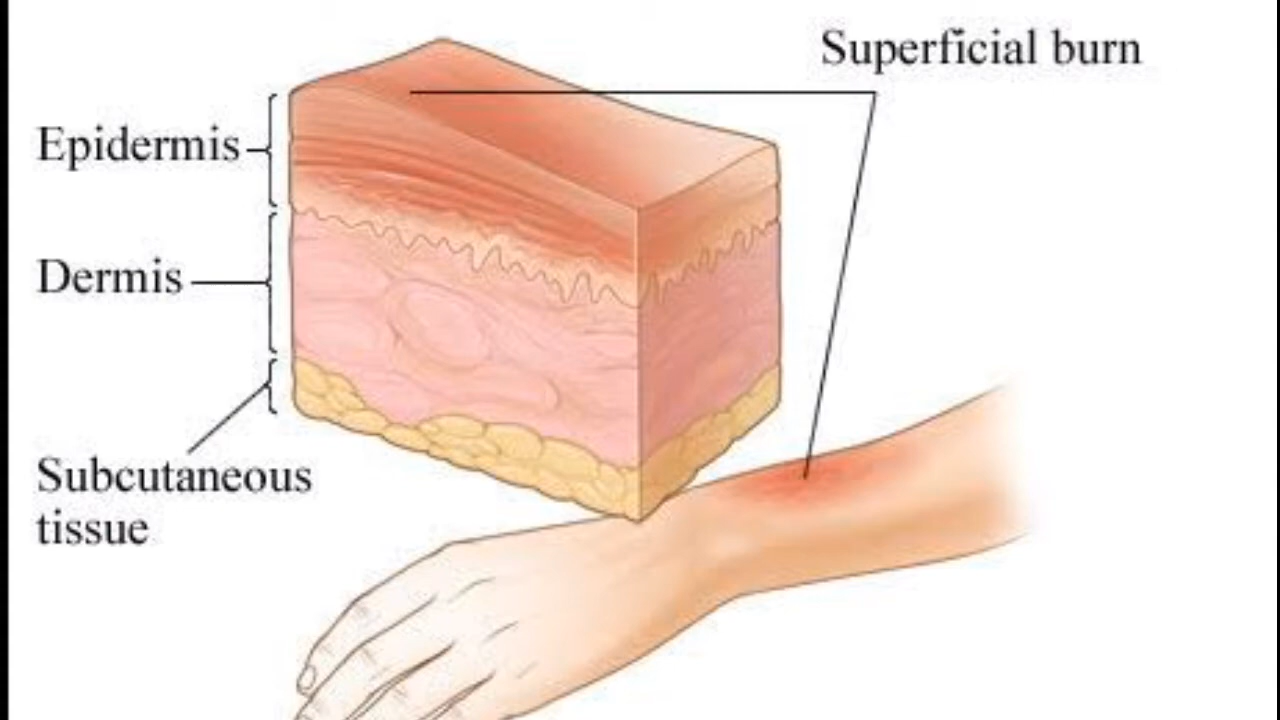 Superficial burn
Epidermis
Dermis
Subcutaneous
tissue